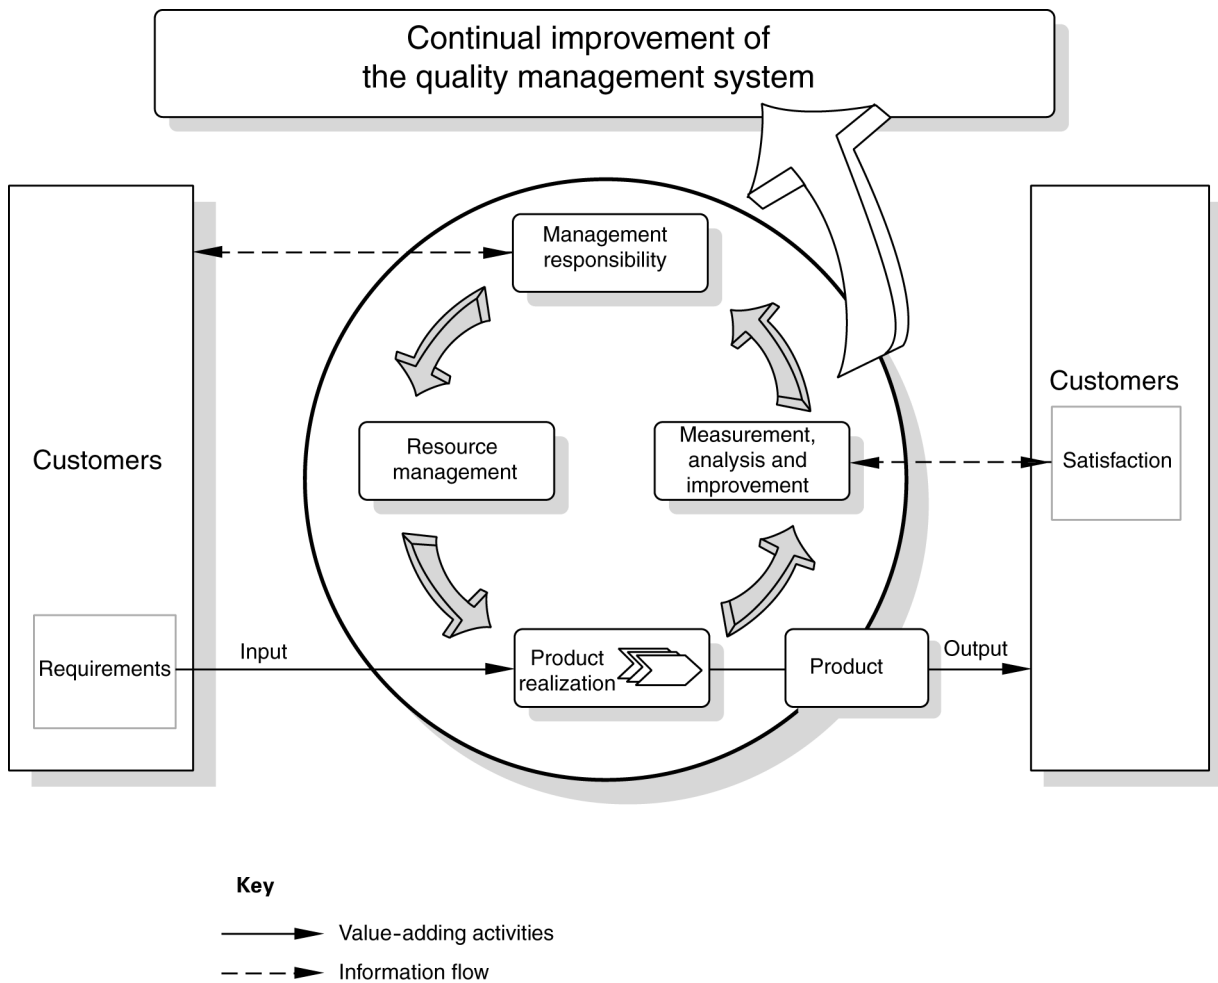 Continual improvement of
the quality management system
Customers
Requirements
Input
Management
responsibility
Resource
management
Measurement,
analysis and
improvement
Product
realization
Product
Output
Customers
Satisfaction
Key
Value-adding activities
Information flow